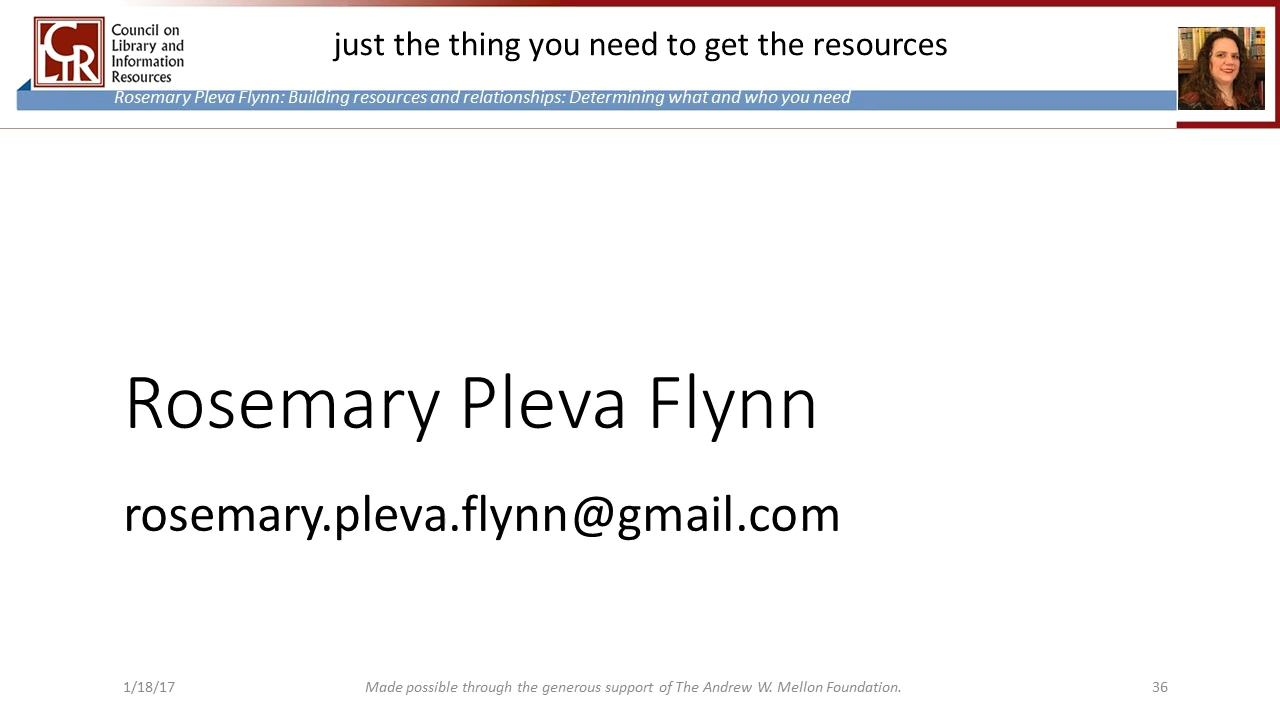 Council on
Library and
Information
Resources
CLIR
just the thing you need to get the resources
Rosemary Pleva Flynn: Building resources and relationships: Determining what and who you need
Rosemary Pleva Flynn
rosemary.pleva.flynn@gmail.com
1/18/17
Made possible through the generous support of The Andrew W. Mellon Foundation.
36